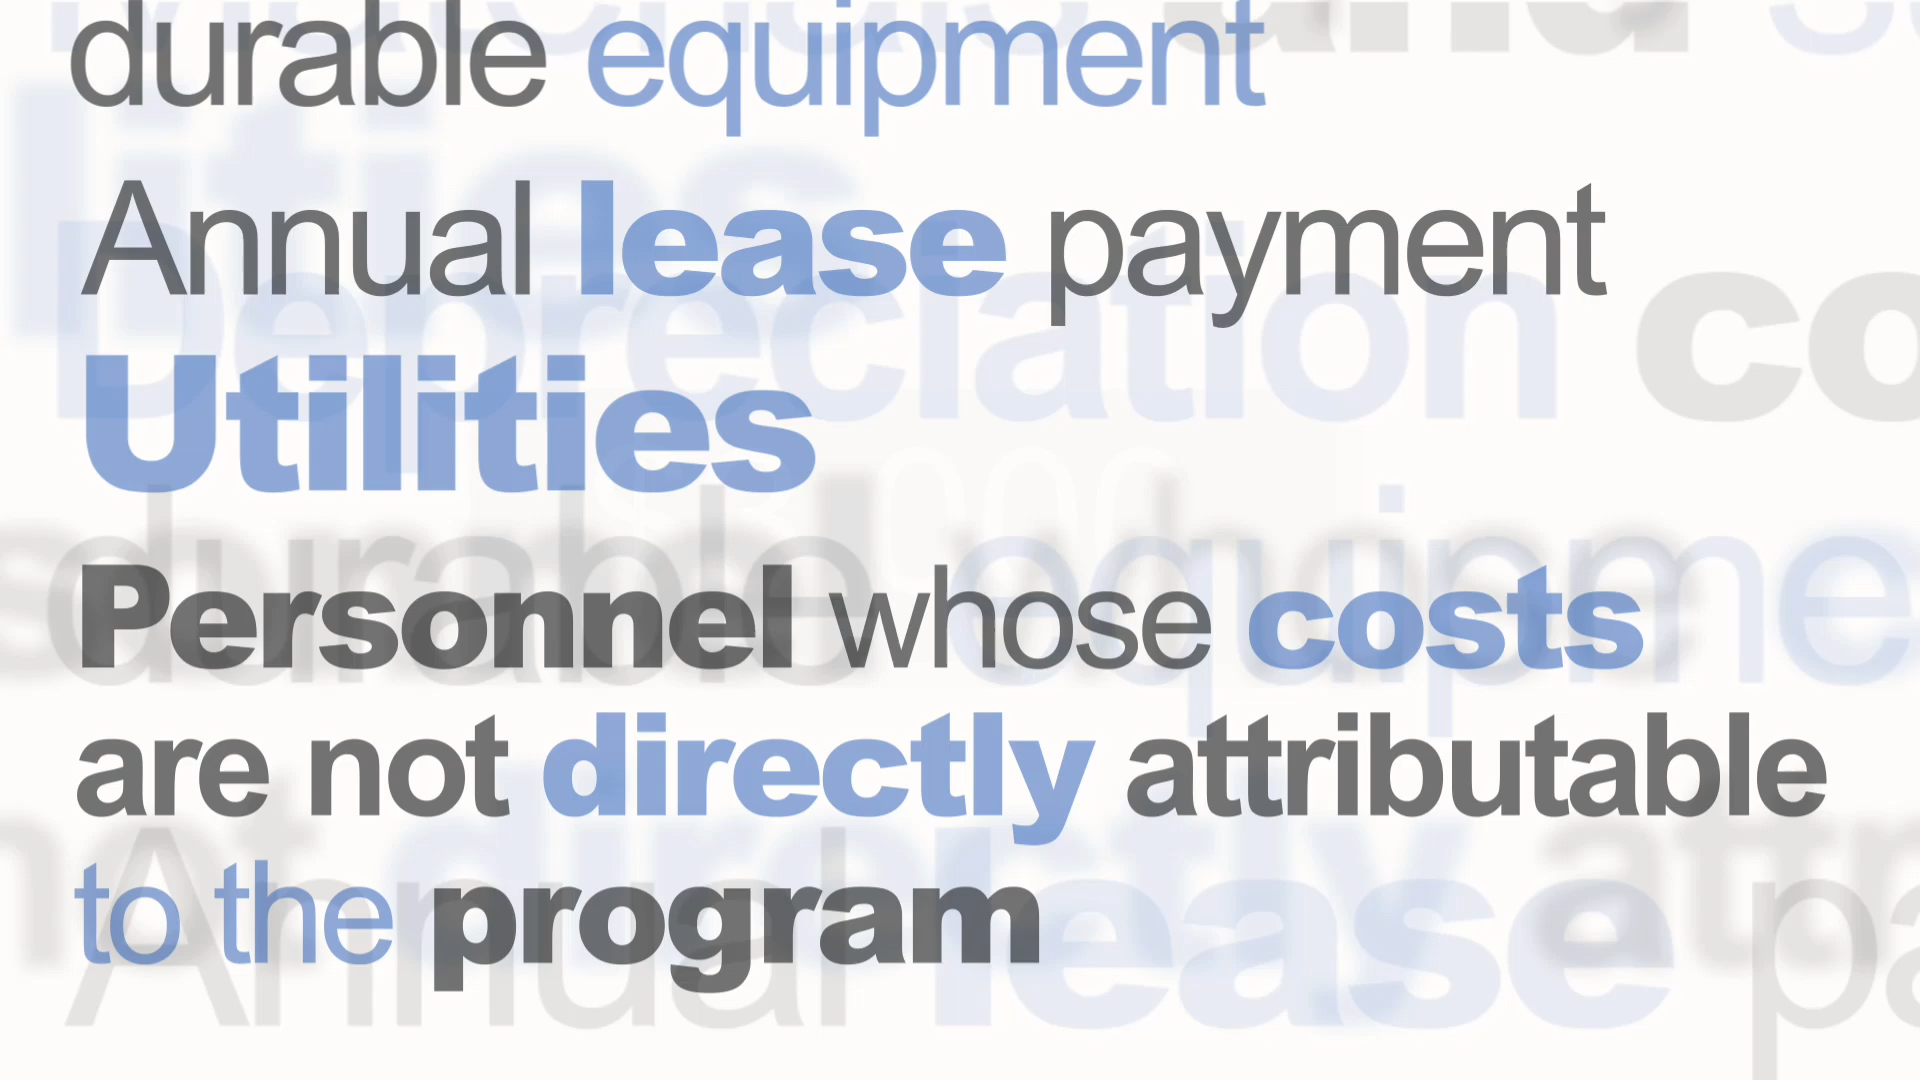 durable equipment
Annual lease payment
Utilities
Personnel whose costs
are not directly attributable
to the program